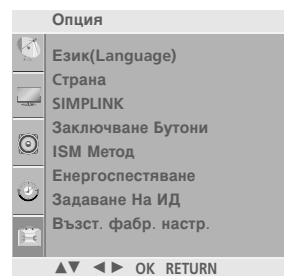 Опция
Език(Language)
Страна
SIMPLINK
Заключване Бутони
ISM Метод
Енергоспестяване
Задаване На ИД
Възст. фабр. настр.
▲▼ ◄► OK RETURN